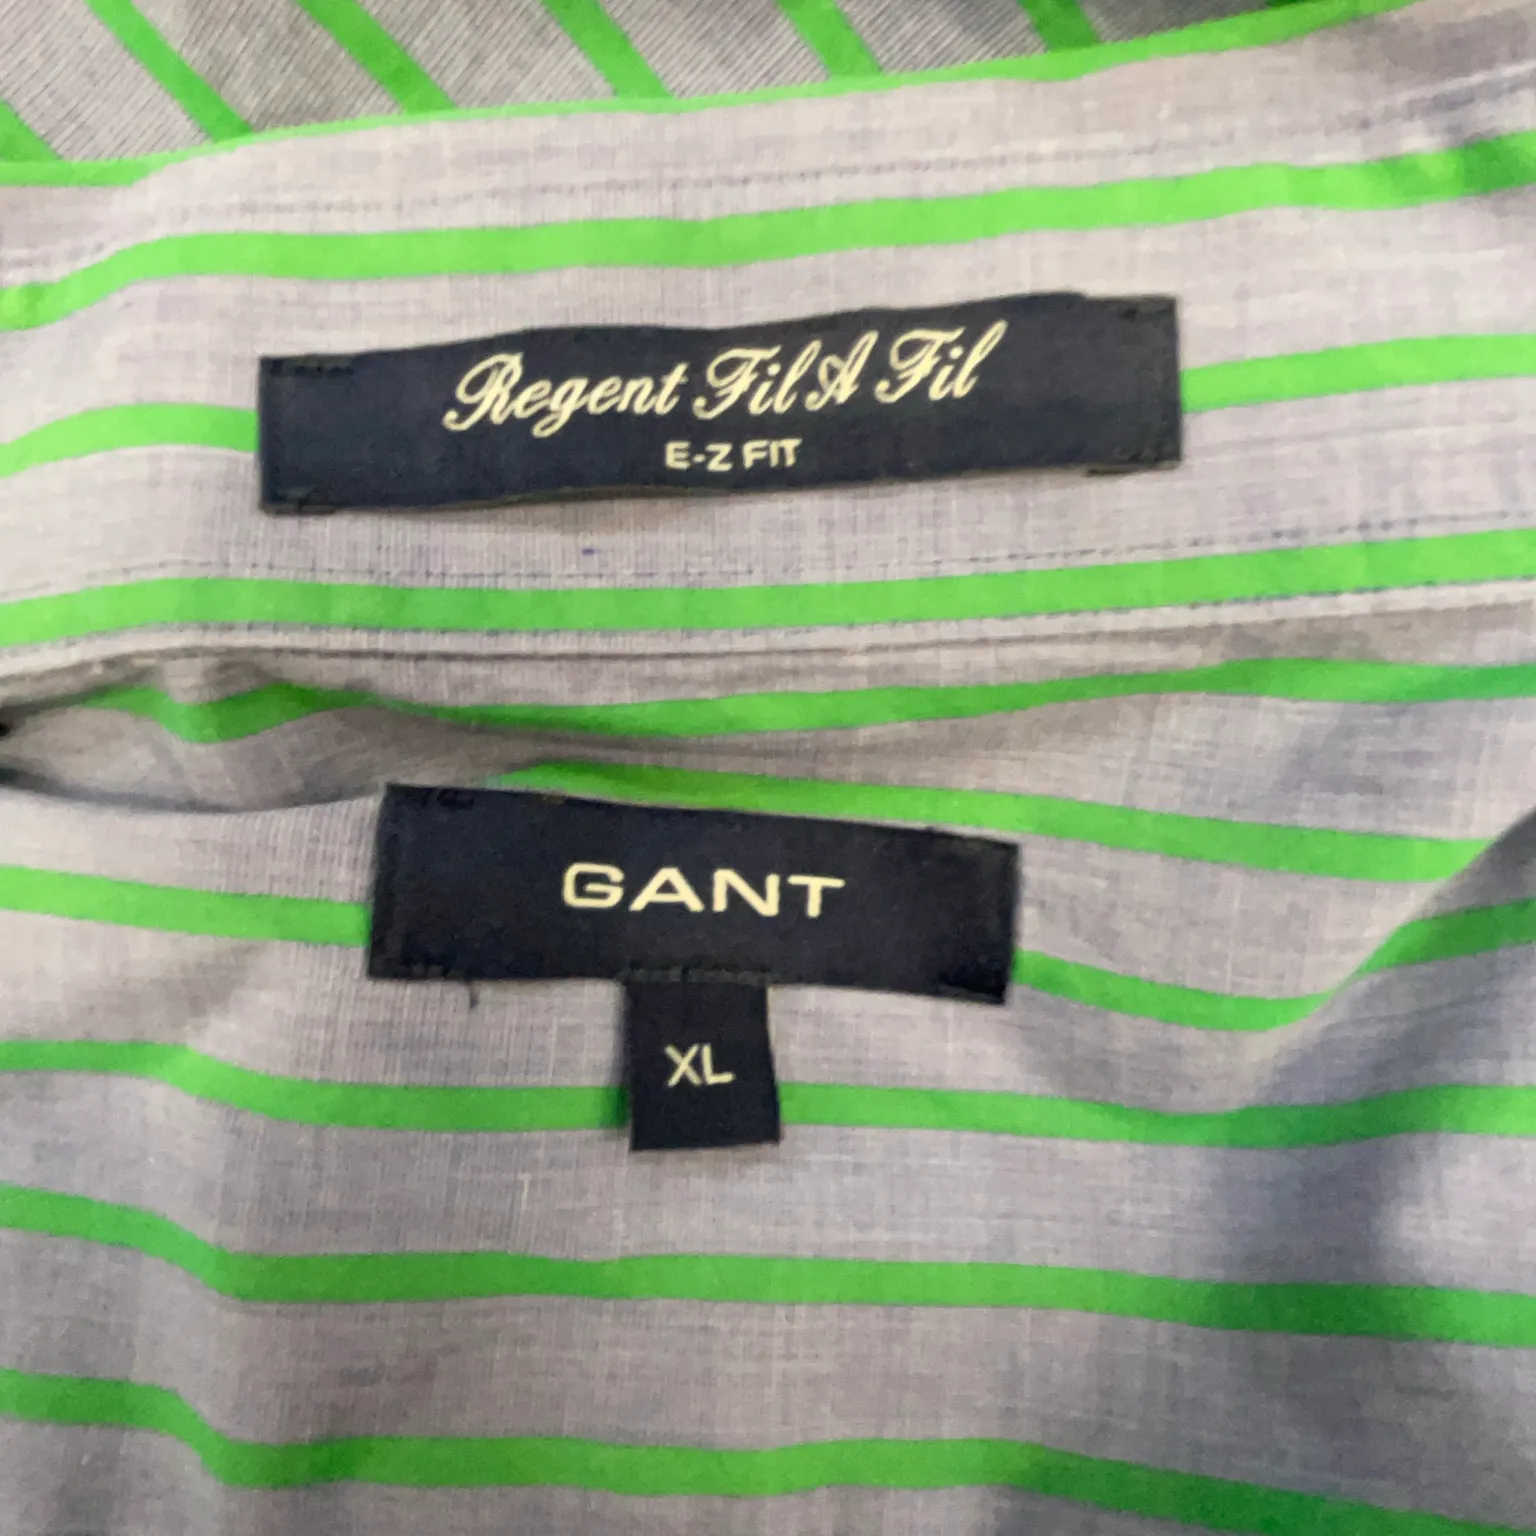 Regent Fil A Fil
E-Z FIT
GANT
XL